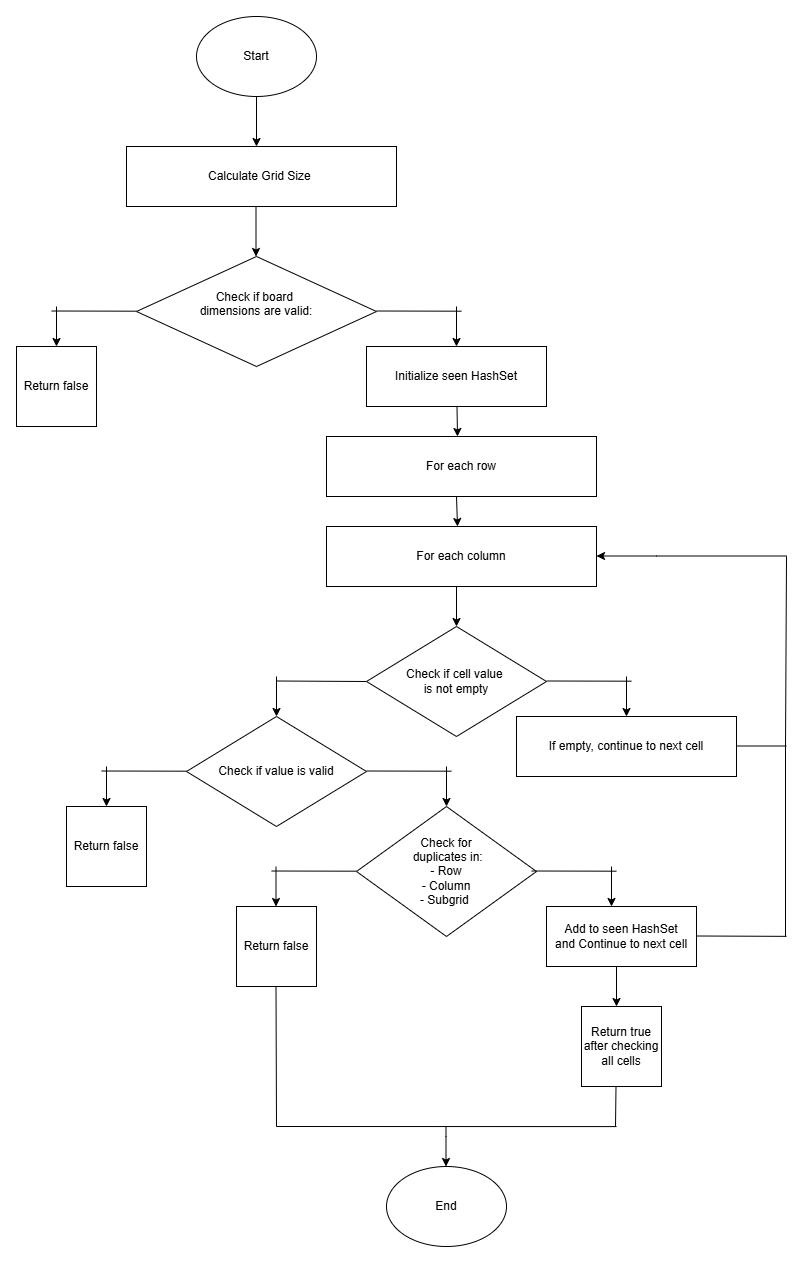 Start
Calculate Grid Size
Check if board
dimensions are valid:
Return false
Initialize seen HashSet
For each row
For each column
Check if cell value
is not empty
If empty, continue to next cell
Check if value is valid
Return false
Check for
duplicates in:
- Row
- Column
- Subgrid
Return false
Add to seen HashSet
and Continue to next cell
Return true
after checking
all cells
End